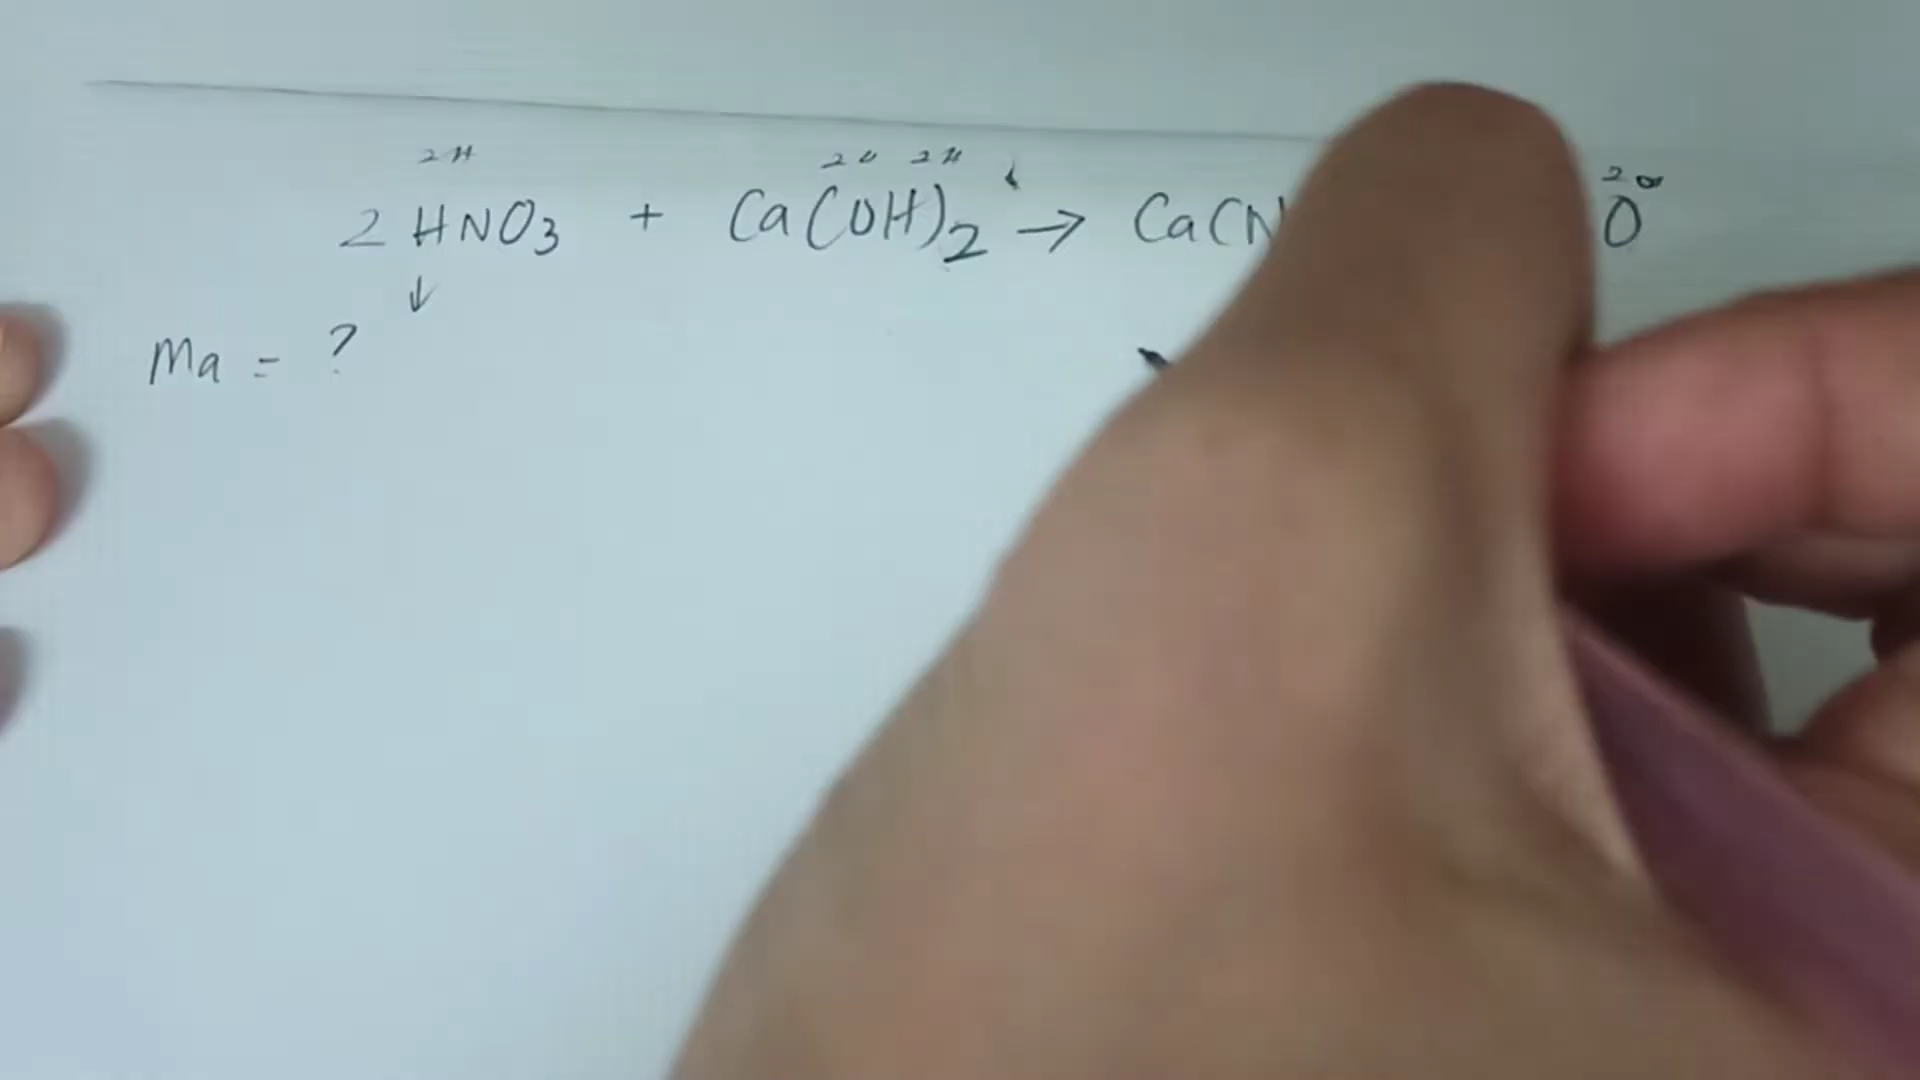 2H 2O 2H 2O
2 HNO3 + Ca(OH)2 → Ca(N O
↓
Ma = ?